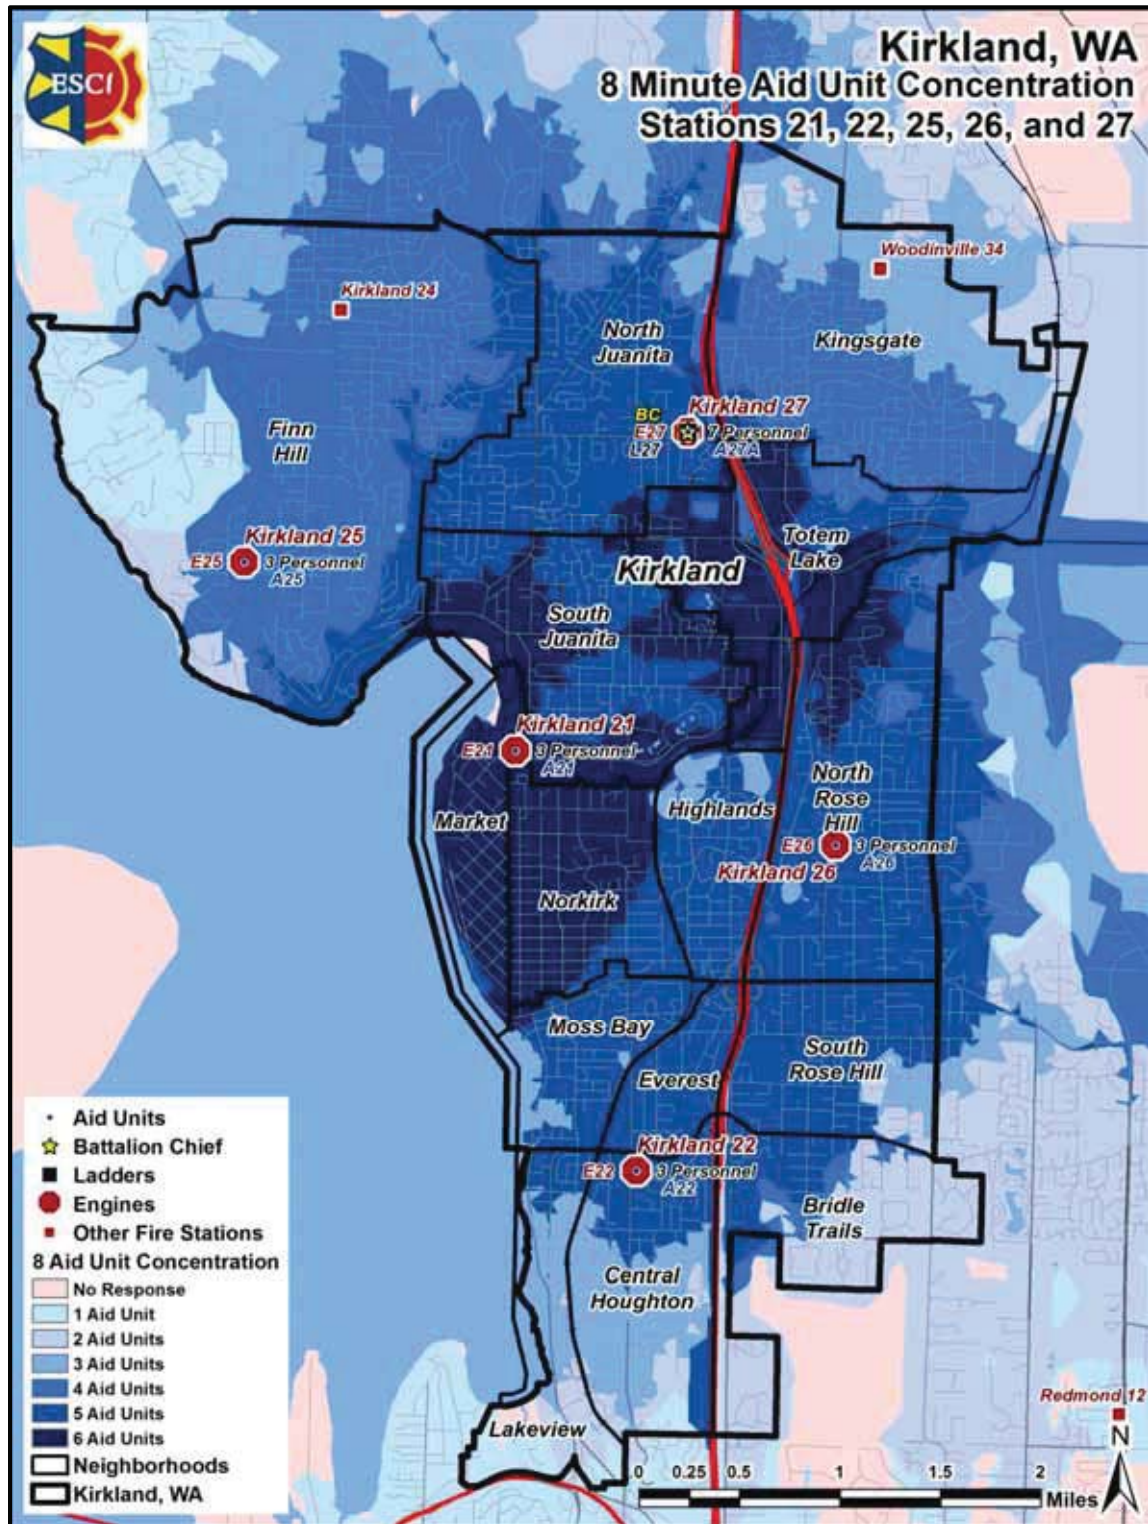 ESCi
Kirkland, WA
8 Minute Aid Unit Concentration
Stations 21, 22, 25, 26, and 27
Woodinville 34
Kirkland 24
North
Juanita
Kingsgate
Kirkland 27
BC
E27
7 Personnel
L27
A27A
Finn
Hill
Kirkland 25
E25
3 Personnel
A25
Totem
Lake
Kirkland
South
Juanita
Kirkland 21
E21
3 Personnel
A21
North
Rose
Hill
Market
Highlands
E26
3 Personnel
A26
Kirkland 26
Norkirk
Moss Bay
South
Rose Hill
Everest
Kirkland 22
E22
3 Personnel
A22
Bridle
Trails
Central
Houghton
Lakeview
Redmond 12
Aid Units
Battalion Chief
Ladders
Engines
Other Fire Stations
8 Aid Unit Concentration
No Response
1 Aid Unit
2 Aid Units
3 Aid Units
4 Aid Units
5 Aid Units
6 Aid Units
Neighborhoods
Kirkland, WA
N
0 0.25 0.5 1 1.5 2
Miles